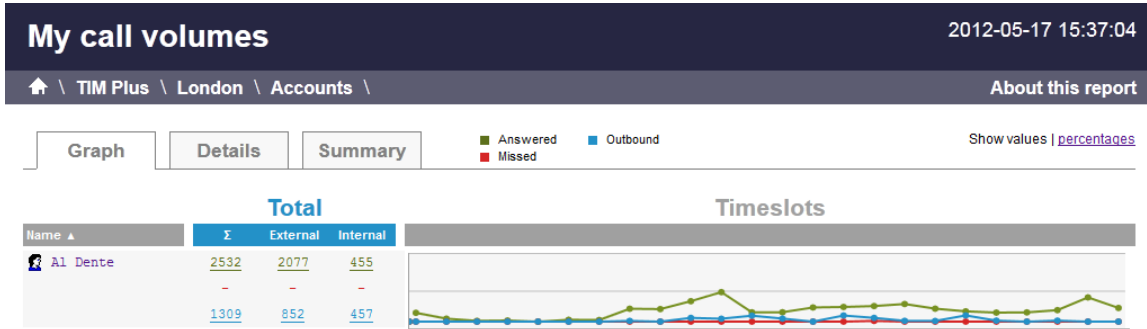 My call volumes 2012-05-17 15:37:04
\ TIM Plus \ London \ Accounts \ About this report
Graph Details Summary Answered Outbound Show values | percentages
Missed
Total Timeslots
Name ▲ Σ External Internal
Al Dente 2532 2077 455
- - -
1309 852 457